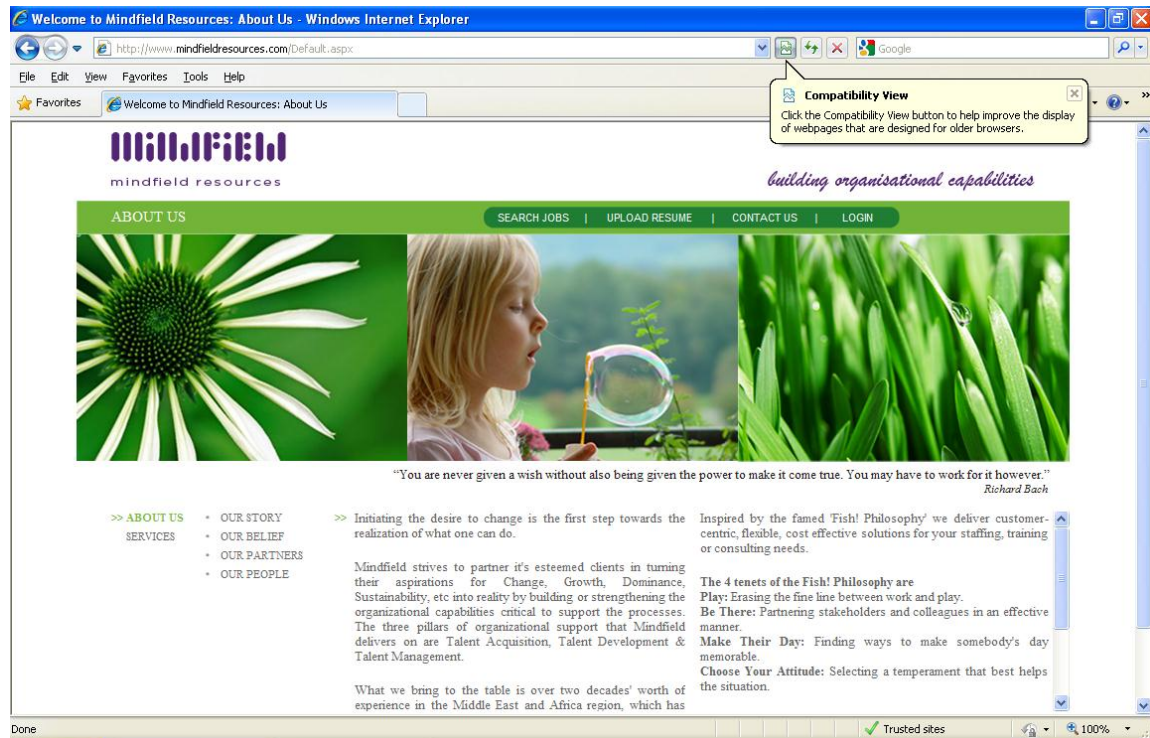 Welcome to Mindfield Resources: About Us - Windows Internet Explorer
http://www.mindfieldresources.com/Default.aspx
Google
File Edit View Favorites Tools Help
Favorites
Welcome to Mindfield Resources: About Us
Compatibility View
Click the Compatibility View button to help improve the display
of webpages that are designed for older browsers.
MiNdFiEld
mindfield resources
building organisational capabilities
ABOUT US
SEARCH JOBS | UPLOAD RESUME | CONTACT US | LOGIN
“You are never given a wish without also being given the power to make it come true. You may have to work for it however.”
Richard Bach
>> ABOUT US
SERVICES
• OUR STORY
• OUR BELIEF
• OUR PARTNERS
• OUR PEOPLE
>> Initiating the desire to change is the first step towards the
realization of what one can do.
Mindfield strives to partner it's esteemed clients in turning
their aspirations for Change, Growth, Dominance,
Sustainability, etc into reality by building or strengthening the
organizational capabilities critical to support the processes.
The three pillars of organizational support that Mindfield
delivers on are Talent Acquisition, Talent Development &
Talent Management.
What we bring to the table is over two decades' worth of
experience in the Middle East and Africa region, which has
Inspired by the famed 'Fish! Philosophy' we deliver customer-
centric, flexible, cost effective solutions for your staffing, training
or consulting needs.
The 4 tenets of the Fish! Philosophy are
Play: Erasing the fine line between work and play.
Be There: Partnering stakeholders and colleagues in an effective
manner.
Make Their Day: Finding ways to make somebody's day
memorable.
Choose Your Attitude: Selecting a temperament that best helps
the situation.
Done
Trusted sites
100%